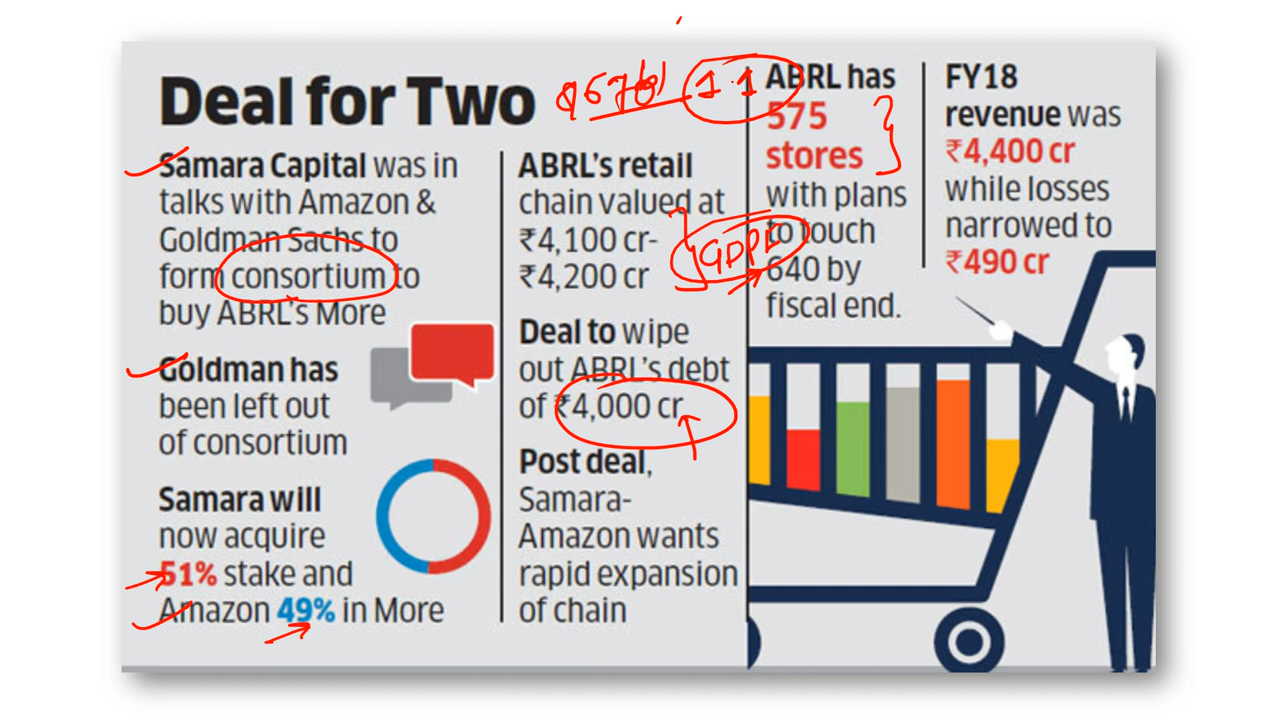 Deal for Two
Samara Capital was in
talks with Amazon &
Goldman Sachs to
form consortium to
buy ABRL's More
Goldman has
been left out
of consortium
Samara will
now acquire
51% stake and
Amazon 49% in More
ABRL's retail
chain valued at
₹4,100 cr-
₹4,200 cr
Deal to wipe
out ABRL's debt
of ₹4,000 cr
Post deal,
Samara-
Amazon wants
rapid expansion
of chain
1.1
ABRL has
575
stores
with plans
to touch
640 by
fiscal end.
FY18
revenue was
₹4,400 cr
while losses
narrowed to
₹490 cr